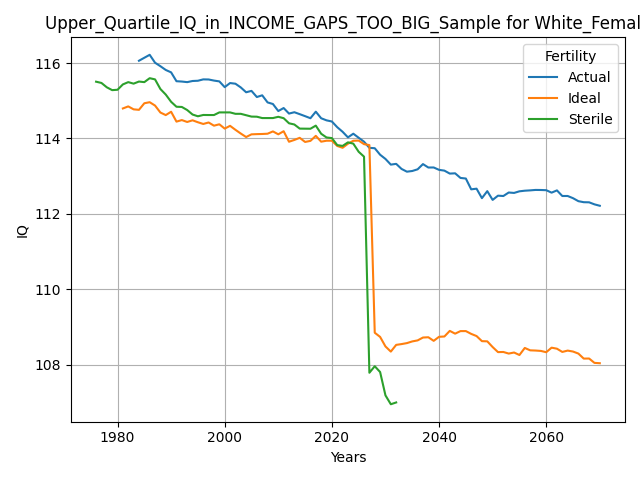 Upper_Quartile_IQ_in_INCOME_GAPS_TOO_BIG_Sample for White_Femal
Fertility
Actual
Ideal
Sterile
IQ
116
114
112
110
108
1980
2000
2020
2040
2060
Years